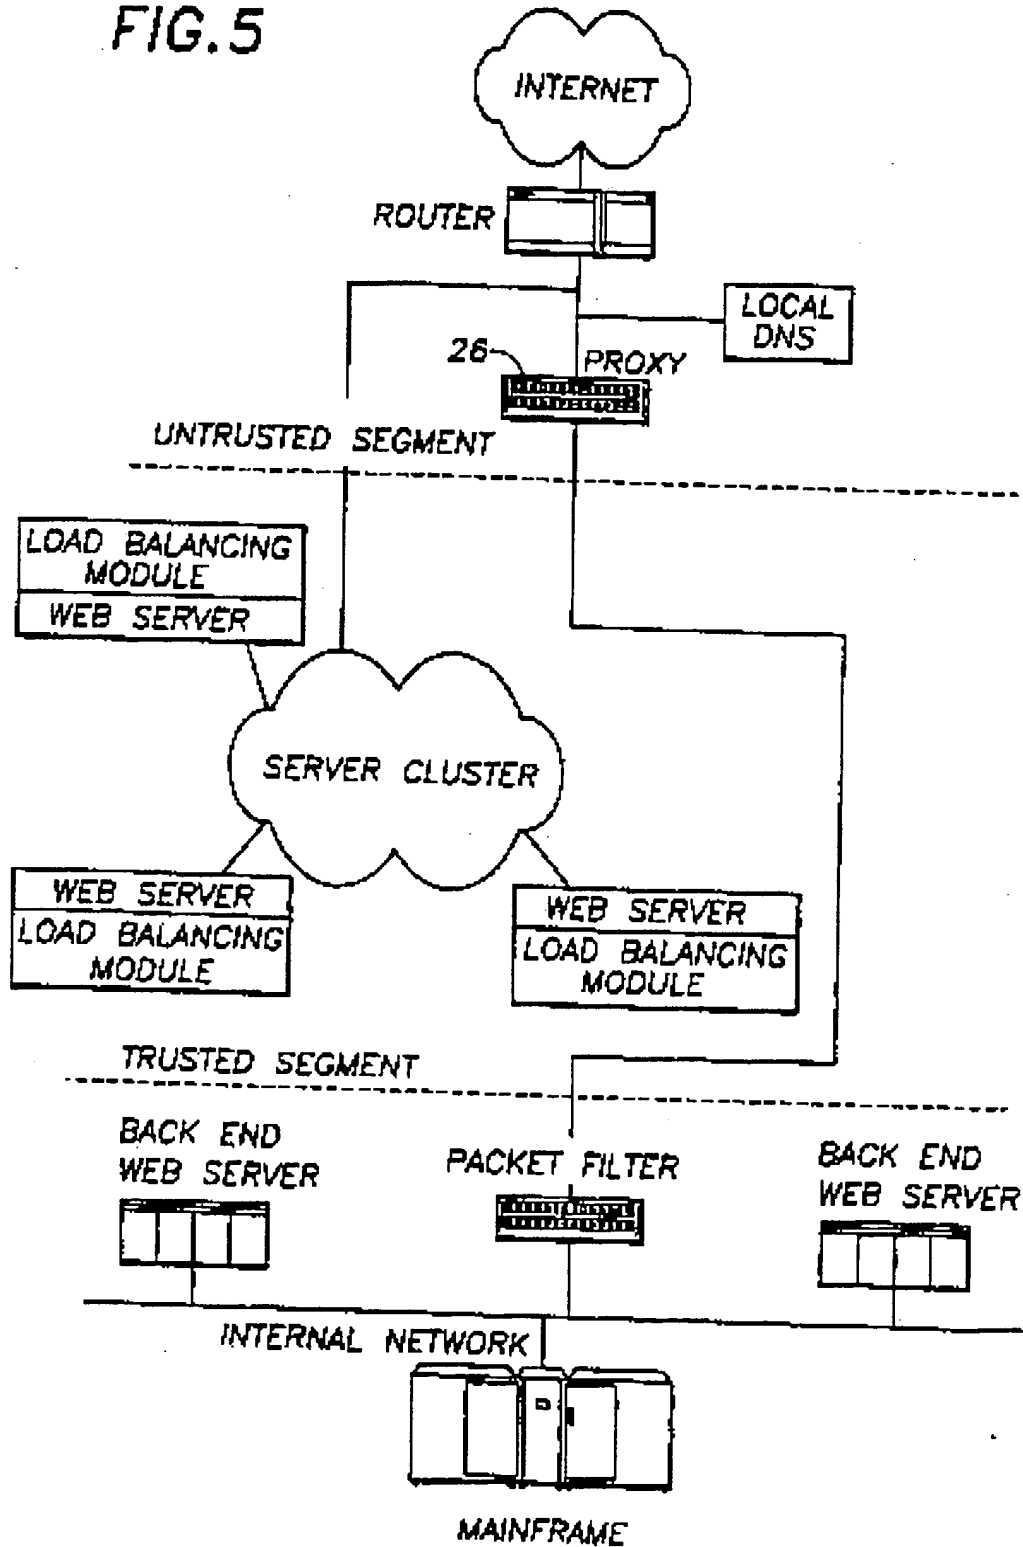 FIG. 5
INTERNET
ROUTER
LOCAL
DNS
26
PROXY
UNTRUSTED SEGMENT
LOAD BALANCING
MODULE
WEB SERVER
SERVER CLUSTER
WEB SERVER
LOAD BALANCING
MODULE
WEB SERVER
LOAD BALANCING
MODULE
TRUSTED SEGMENT
BACK END
WEB SERVER
PACKET FILTER
BACK END
WEB SERVER
INTERNAL NETWORK
MAINFRAME